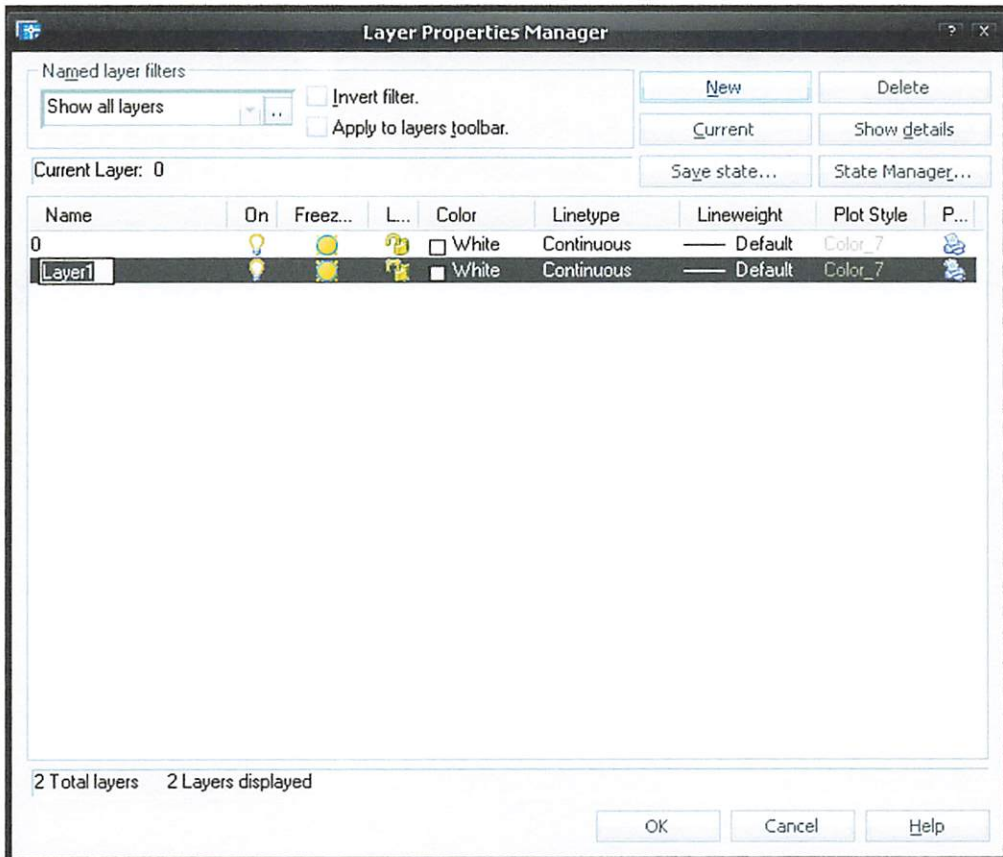 Layer Properties Manager
Named layer filters
Show all layers
..
Invert filter.
Apply to layers toolbar.
New
Delete
Current
Show details
Current Layer: 0
Save state...
State Manager...
Name On Freez... L... Color Linetype Lineweight Plot Style P...
0 White Continuous Default Color_7
Layer1 White Continuous Default Color_7
2 Total layers 2 Layers displayed
OK Cancel Help